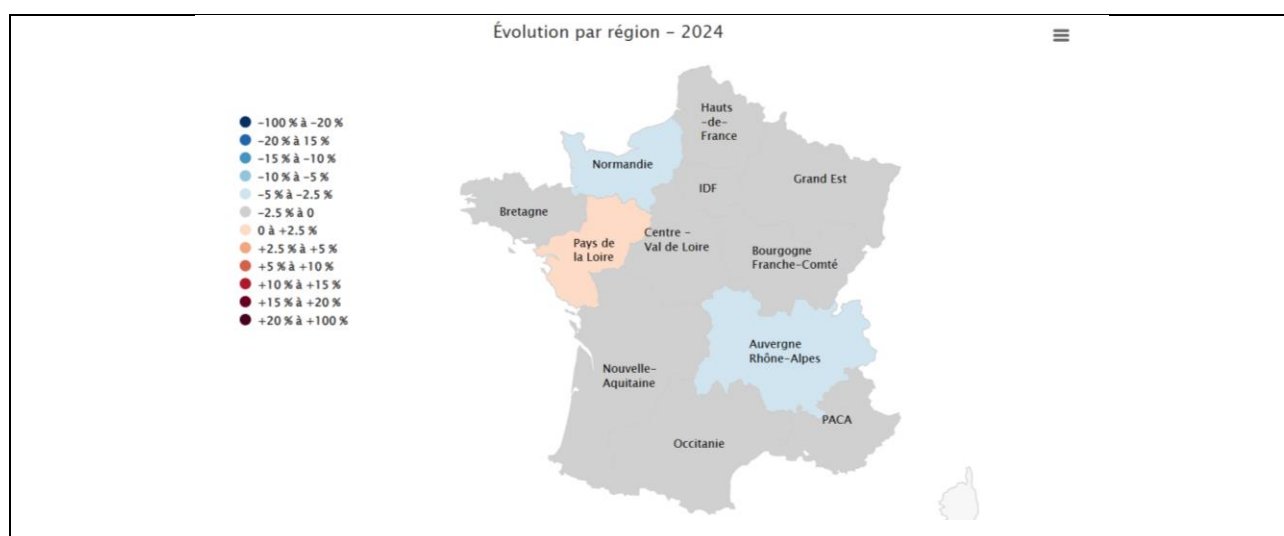 Évolution par région - 2024
-100 % à -20 %
-20 % à 15 %
-15 % à -10 %
-10 % à -5 %
-5 % à -2.5 %
-2.5 % à 0
0 à +2.5 %
+2.5 % à +5 %
+5 % à +10 %
+10 % à +15 %
+15 % à +20 %
+20 % à +100 %
Hauts
-de-
France
Normandie
IDF
Grand Est
Bretagne
Pays de
la Loire
Centre -
Val de Loire
Bourgogne
Franche-Comté
Auvergne
Rhône-Alpes
Nouvelle-
Aquitaine
PACA
Occitanie